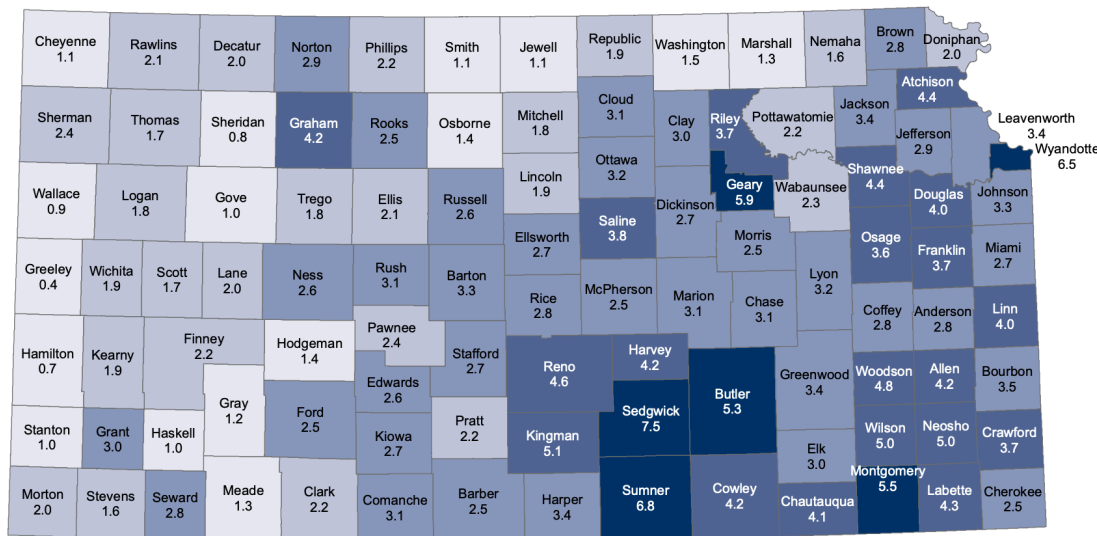 Cheyenne
1.1
Rawlins
2.1
Decatur
2.0
Norton
2.9
Phillips
2.2
Smith
1.1
Jewell
1.1
Republic
1.9
Washington
1.5
Marshall
1.3
Nemaha
1.6
Brown
2.8
Doniphan
2.0
Atchison
4.4
Sherman
2.4
Thomas
1.7
Sheridan
0.8
Graham
4.2
Rooks
2.5
Osborne
1.4
Mitchell
1.8
Cloud
3.1
Clay
3.0
Riley
3.7
Pottawatomie
2.2
Jackson
3.4
Jefferson
2.9
Leavenworth
3.4
Wyandotte
6.5
Ottawa
3.2
Lincoln
1.9
Wallace
0.9
Logan
1.8
Gove
1.0
Trego
1.8
Ellis
2.1
Russell
2.6
Saline
3.8
Dickinson
2.7
Geary
5.9
Wabaunsee
2.3
Shawnee
4.4
Douglas
4.0
Johnson
3.3
Ellsworth
2.7
Morris
2.5
Osage
3.6
Franklin
3.7
Miami
2.7
Greeley
0.4
Wichita
1.9
Scott
1.7
Lane
2.0
Ness
2.6
Rush
3.1
Barton
3.3
Rice
2.8
McPherson
2.5
Marion
3.1
Chase
3.1
Lyon
3.2
Coffey
2.8
Anderson
2.8
Linn
4.0
Hamilton
0.7
Kearny
1.9
Finney
2.2
Hodgeman
1.4
Pawnee
2.4
Stafford
2.7
Reno
4.6
Harvey
4.2
Butler
5.3
Greenwood
3.4
Woodson
4.8
Allen
4.2
Bourbon
3.5
Gray
1.2
Ford
2.5
Edwards
2.6
Sedgwick
7.5
Stanton
1.0
Grant
3.0
Haskell
1.0
Kiowa
2.7
Pratt
2.2
Kingman
5.1
Elk
3.0
Wilson
5.0
Neosho
5.0
Crawford
3.7
Morton
2.0
Stevens
1.6
Seward
2.8
Meade
1.3
Clark
2.2
Comanche
3.1
Barber
2.5
Harper
3.4
Sumner
6.8
Cowley
4.2
Chautauqua
4.1
Montgomery
5.5
Labette
4.3
Cherokee
2.5